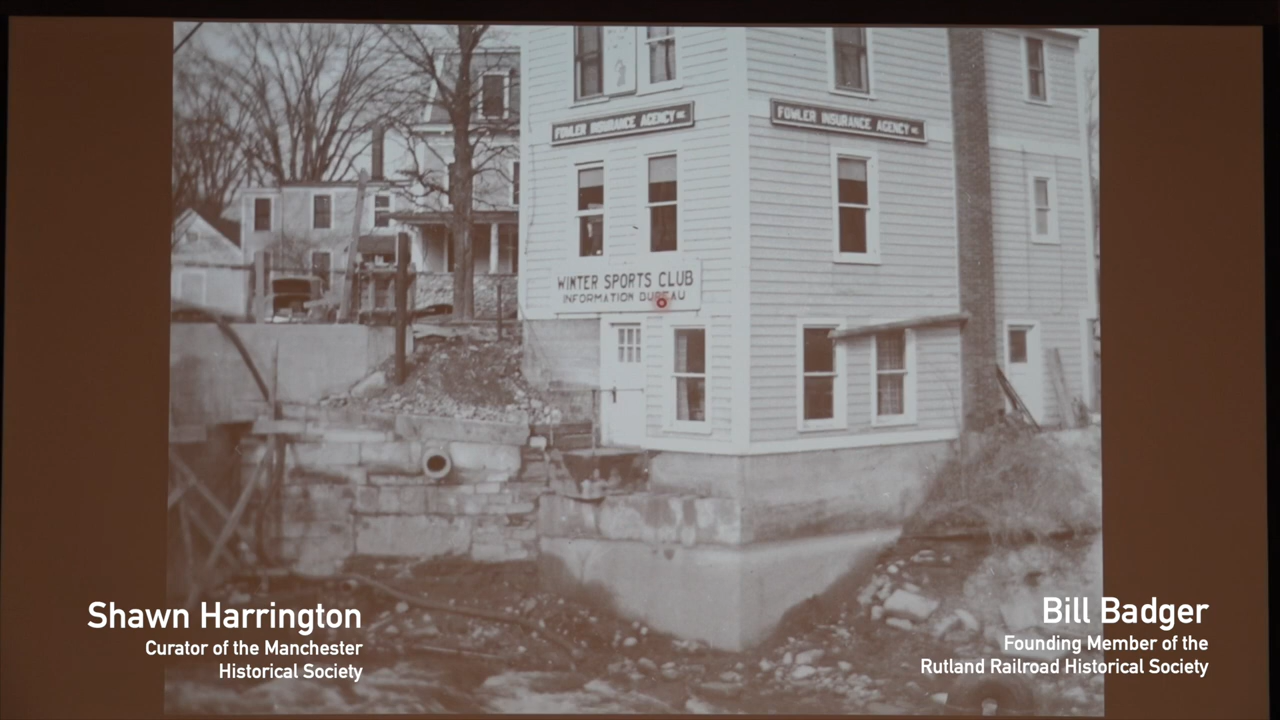 FOWLER INSURANCE AGENCY INC.
FOWLER INSURANCE AGENCY INC.
WINTER SPORTS CLUB
INFORMATION BUREAU
Shawn Harrington
Curator of the Manchester
Historical Society
Bill Badger
Founding Member of the
Rutland Railroad Historical Society